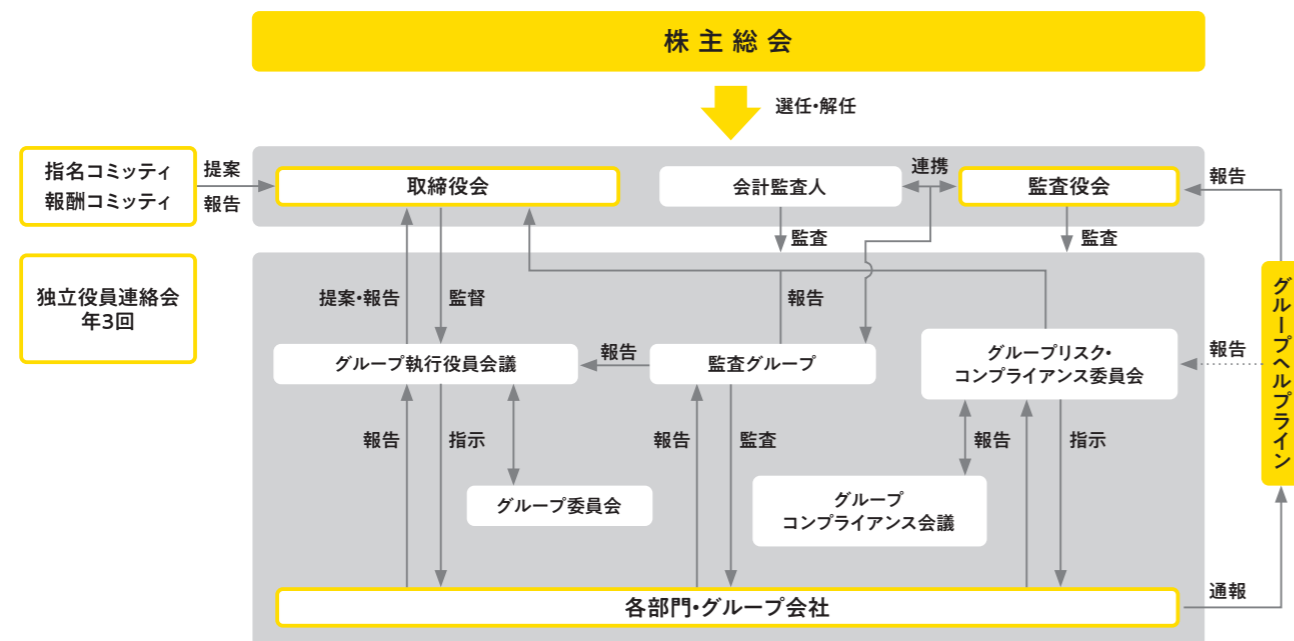 株主総会
選任・解任
指名コミッティ
報酬コミッティ
提案
報告
取締役会
会計監査人
連携
監査役会
報告
監査
監査
独立役員連絡会
年3回
提案・報告
監督
報告
グループ執行役員会議
報告
監査グループ
グループリスク・
コンプライアンス委員会
報告
グループヘルプライン
報告
指示
報告
監査
報告
指示
グループ委員会
グループ
コンプライアンス会議
各部門・グループ会社
通報